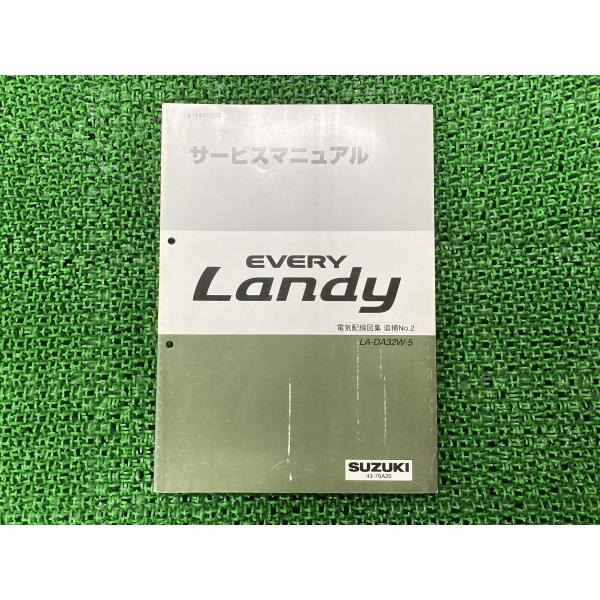 サービスマニュアル
EVERY
Landy
電気配線図集 追補No.2
LA-DA32W-5
SUZUKI
43-76A20